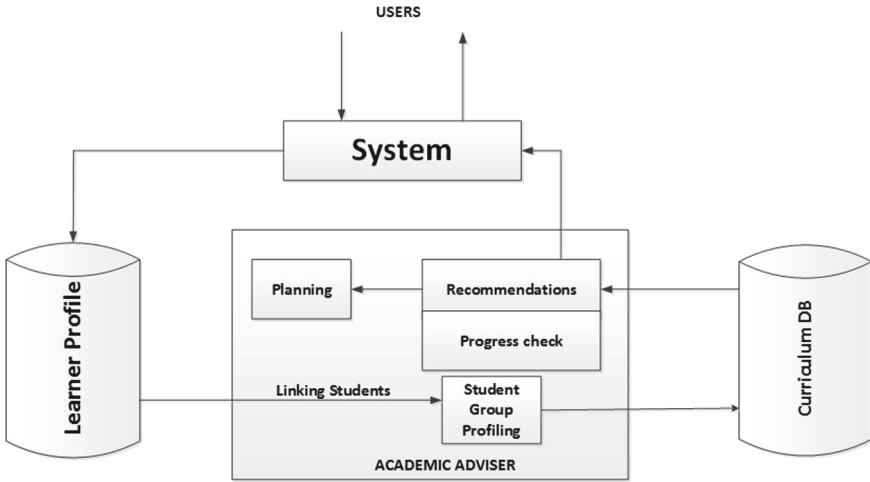 USERS
System
Learner Profile
Planning
Recommendations
Progress check
Curriculum DB
Linking Students
Student
Group
Profiling
ACADEMIC ADVISER